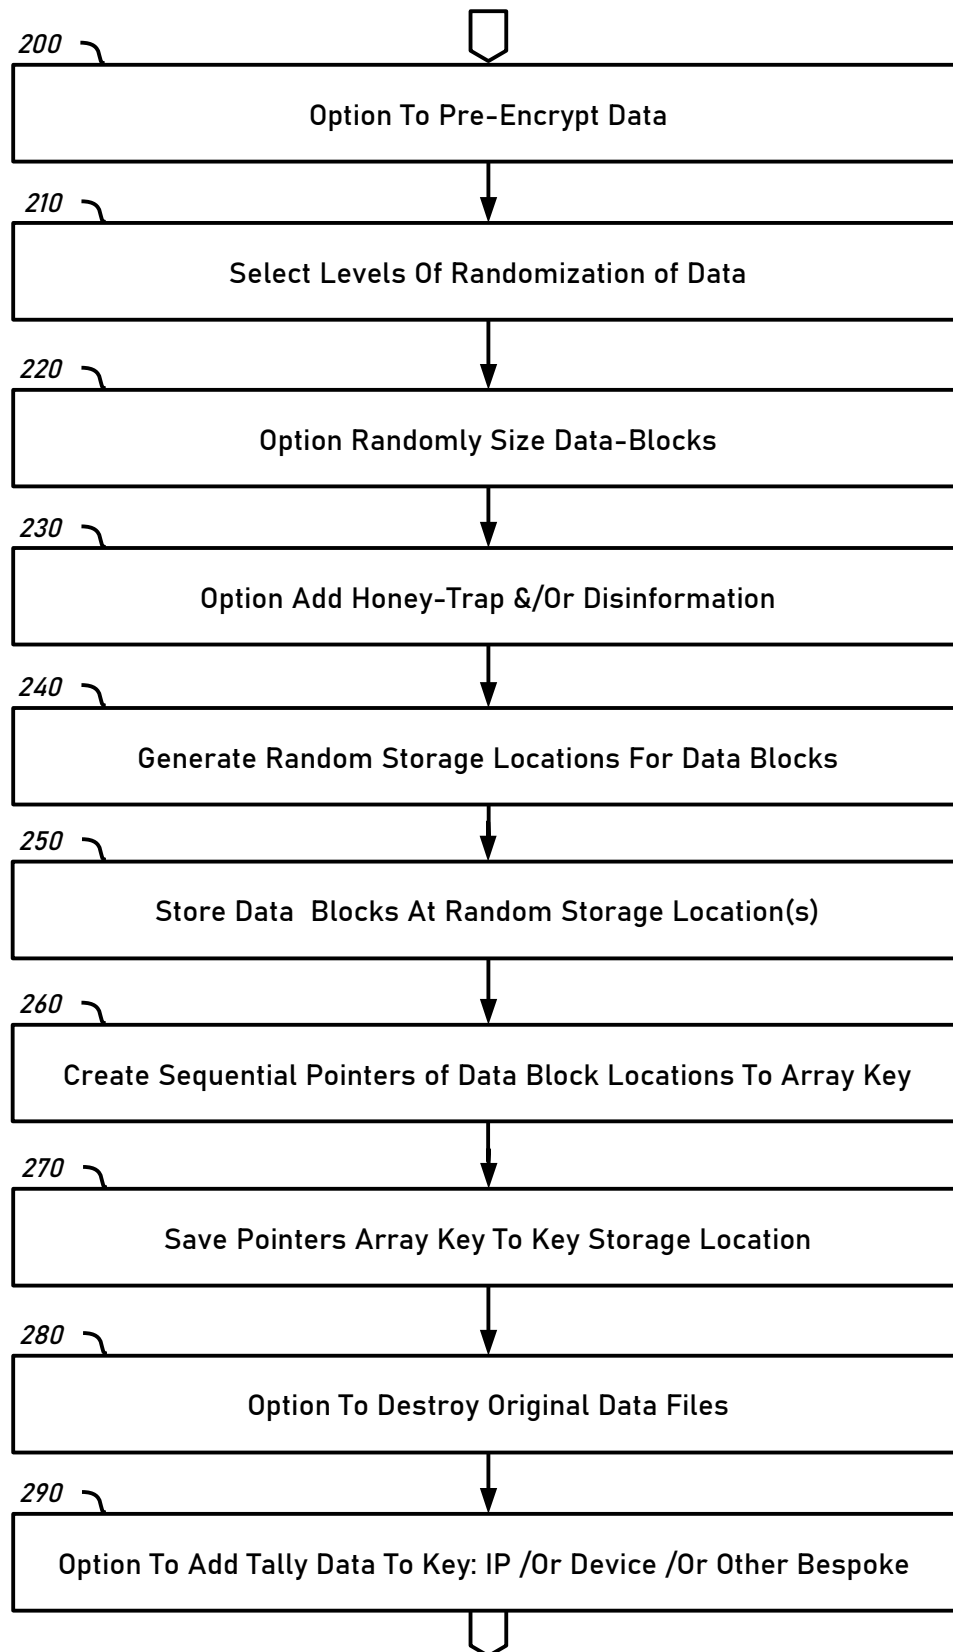 200
Option To Pre-Encrypt Data
210
Select Levels Of Randomization of Data
220
Option Randomly Size Data-Blocks
230
Option Add Honey-Trap &/Or Disinformation
240
Generate Random Storage Locations For Data Blocks
250
Store Data  Blocks At Random Storage Location(s)
260
Create Sequential Pointers of Data Block Locations To Array Key
270
Save Pointers Array Key To Key Storage Location
280
Option To Destroy Original Data Files
290
Option To Add Tally Data To Key: IP /Or Device /Or Other Bespoke